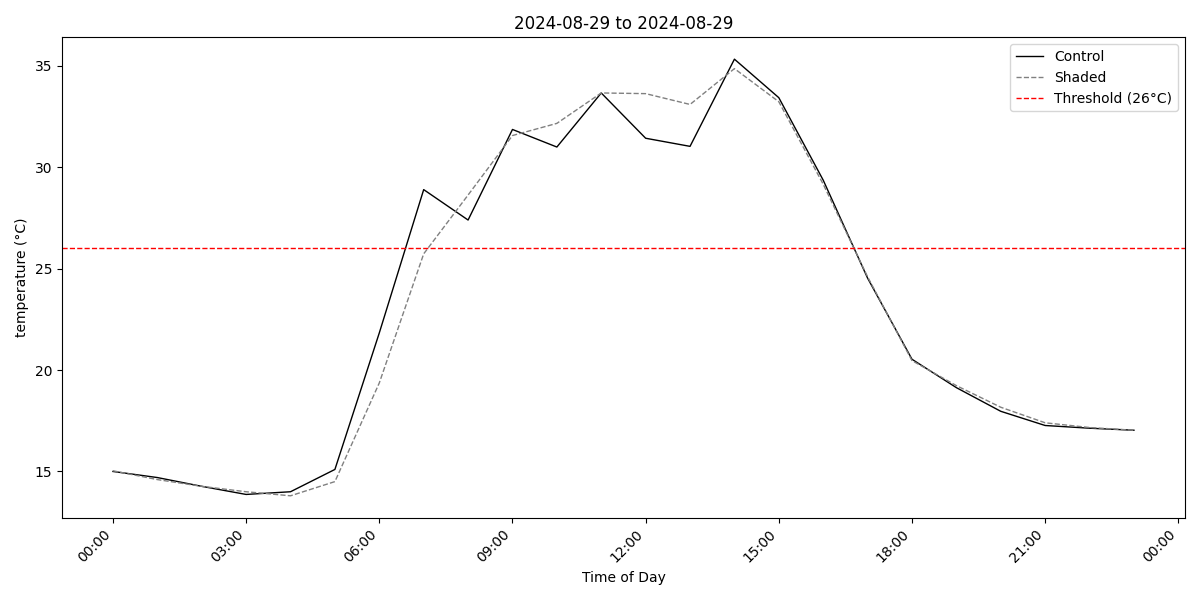 2024-08-29 to 2024-08-29
Control
Shaded
Threshold (26°C)
temperature (°C)
35
30
25
20
15
00:00
03:00
06:00
09:00
12:00
15:00
18:00
21:00
00:00
Time of Day